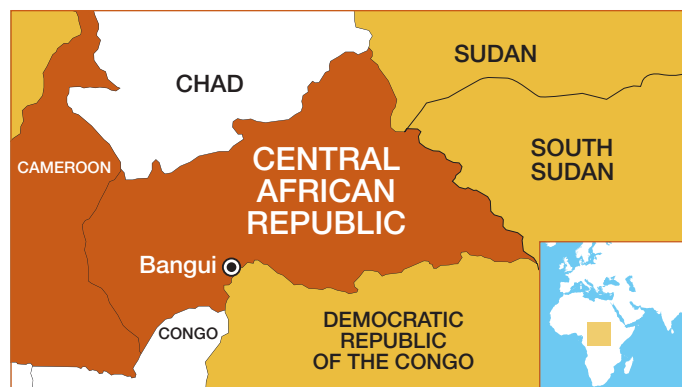 SUDAN
CHAD
SOUTH
SUDAN
CAMEROON
CENTRAL
AFRICAN
REPUBLIC
Bangui
CONGO
DEMOCRATIC
REPUBLIC
OF THE CONGO